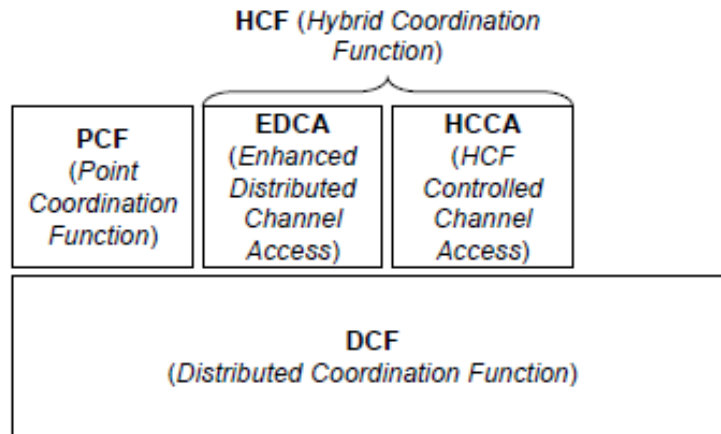 HCF (Hybrid Coordination
Function)
PCF
(Point
Coordination
Function)
EDCA
(Enhanced
Distributed
Channel
Access)
HCCA
(HCF
Controlled
Channel
Access)
DCF
(Distributed Coordination Function)